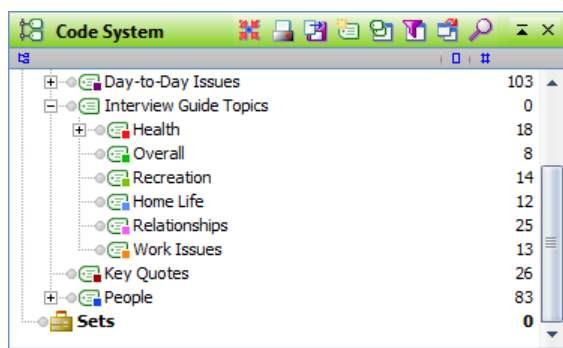 Code System
#
Day-to-Day Issues 103
Interview Guide Topics 0
Health 18
Overall 8
Recreation 14
Home Life 12
Relationships 25
Work Issues 13
Key Quotes 26
People 83
Sets 0